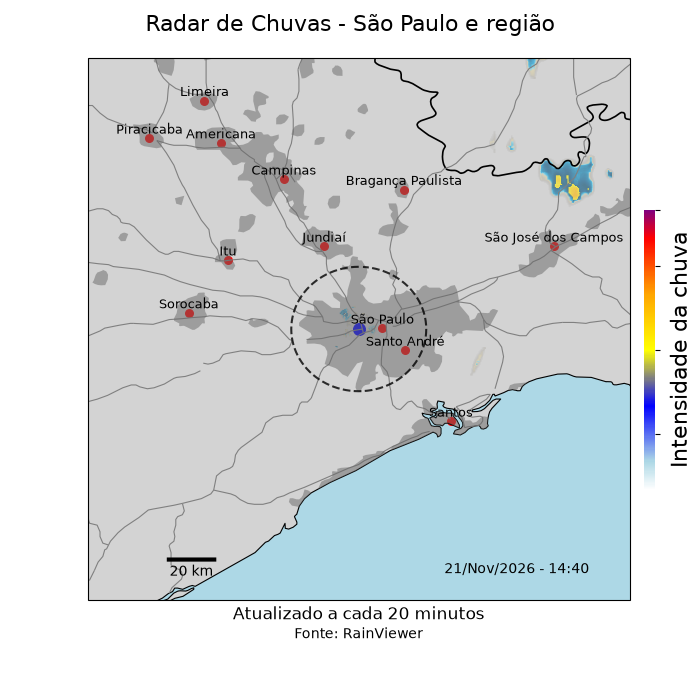 Radar de Chuvas - São Paulo e região
Limeira
Piracicaba
Americana
Campinas
Bragança Paulista
Jundiaí
São José dos Campos
Itu
Sorocaba
São Paulo
Santo André
Santos
Intensidade da chuva
20 km
21/Nov/2026 - 14:40
Atualizado a cada 20 minutos
Fonte: RainViewer